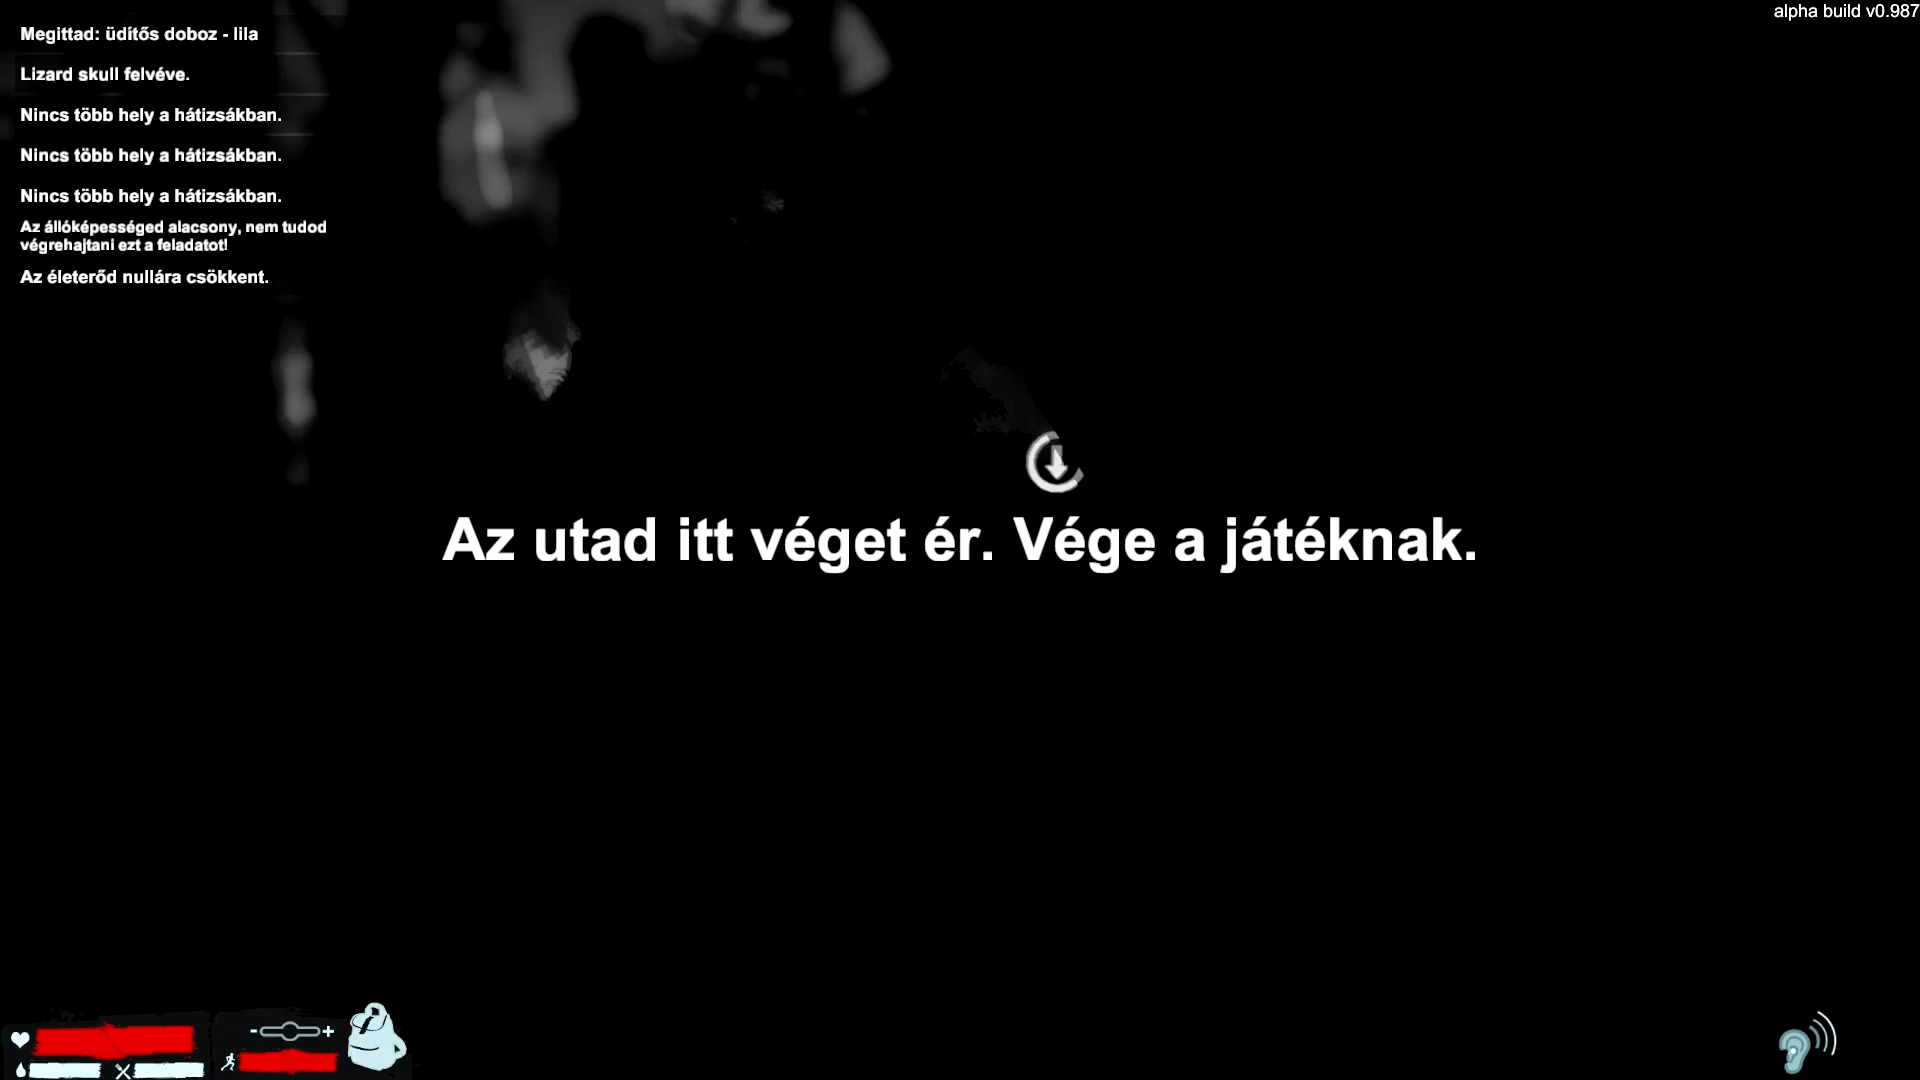 alpha build v0.987
Megittad: üdítős doboz - lila
Lizard skull felvéve.
Nincs több hely a hátizsákban.
Nincs több hely a hátizsákban.
Nincs több hely a hátizsákban.
Az állóképességed alacsony, nem tudod
végrehajtani ezt a feladatot!
Az életerőd nullára csökkent.
Az utad itt véget ér. Vége a játéknak.